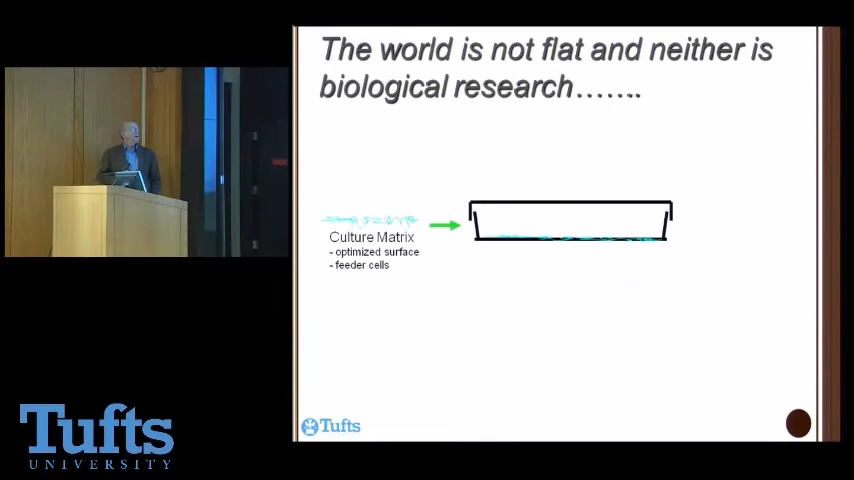 The world is not flat and neither is
biological research.......
Culture Matrix
- optimized surface
- feeder cells
Tufts
Tufts
UNIVERSITY